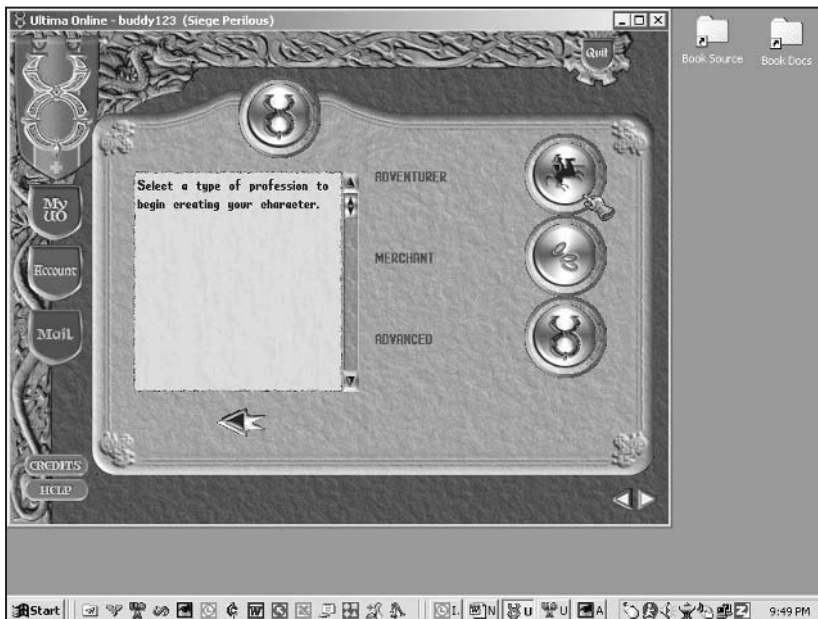 Ultima Online - buddy123 (Siege Perilous)
Quit
Book Source
Book Docs
My UO
Account
Mail
CREDITS
HELP
Select a type of profession to
begin creating your character.
ADVENTURER
MERCHANT
ADVANCED
Start
W
I.
N
U
U
A
Z
9:49 PM